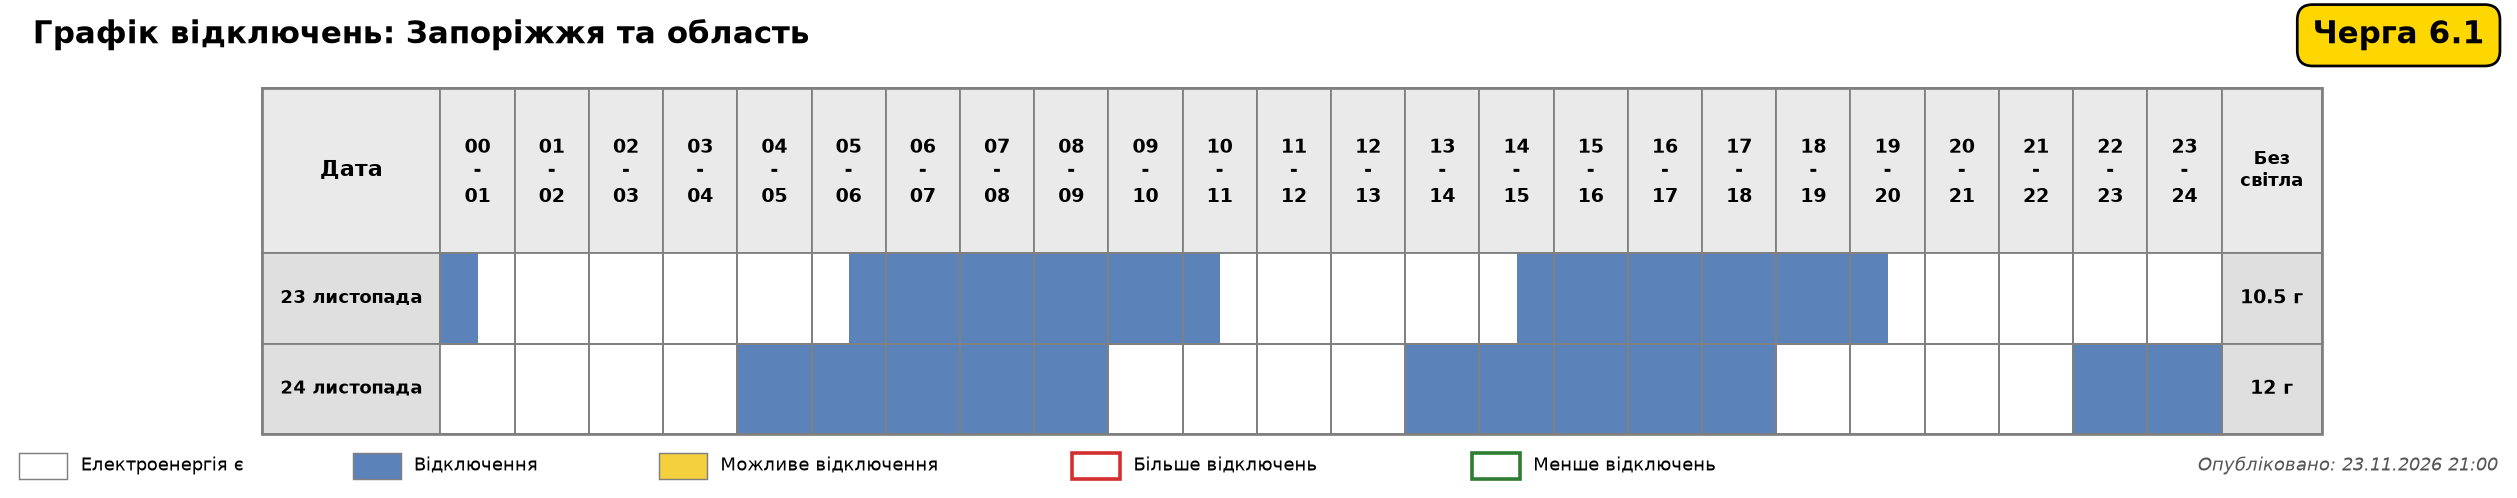 Графік відключень: Запоріжжя та область
Черга 6.1
Дата
00 - 01
01 - 02
02 - 03
03 - 04
04 - 05
05 - 06
06 - 07
07 - 08
08 - 09
09 - 10
10 - 11
11 - 12
12 - 13
13 - 14
14 - 15
15 - 16
16 - 17
17 - 18
18 - 19
19 - 20
20 - 21
21 - 22
22 - 23
23 - 24
Без
світла
23 листопада
10.5 г
24 листопада
12 г
Електроенергія є
Відключення
Можливе відключення
Більше відключень
Менше відключень
Опубліковано: 23.11.2026 21:00